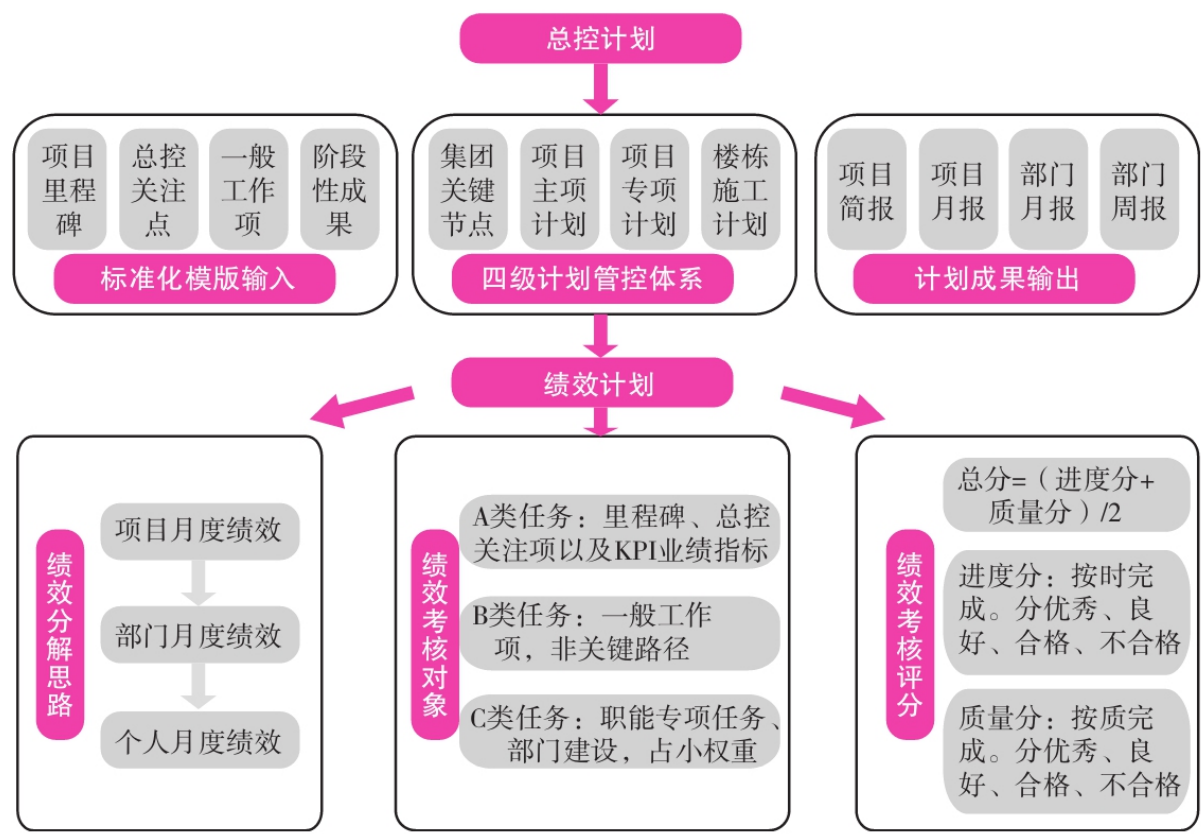 总控计划
项目
里程
碑
总控
关注
点
一般
工作
项
阶段
性成
果
标准化模版输入
集团
关键
节点
项目
主项
计划
项目
专项
计划
楼栋
施工
计划
四级计划管控体系
项目
简报
项目
月报
部门
月报
部门
周报
计划成果输出
绩效计划
绩效分解思路
项目月度绩效
部门月度绩效
个人月度绩效
绩效考核对象
A类任务：里程碑、总控
关注项以及KPI业绩指标
B类任务：一般工作
项，非关键路径
C类任务：职能专项任务、
部门建设，占小权重
绩效考核评分
总分=（进度分+
质量分）/2
进度分：按时完
成。分优秀、良
好、合格、不合格
质量分：按质完
成。分优秀、良
好、合格、不合格